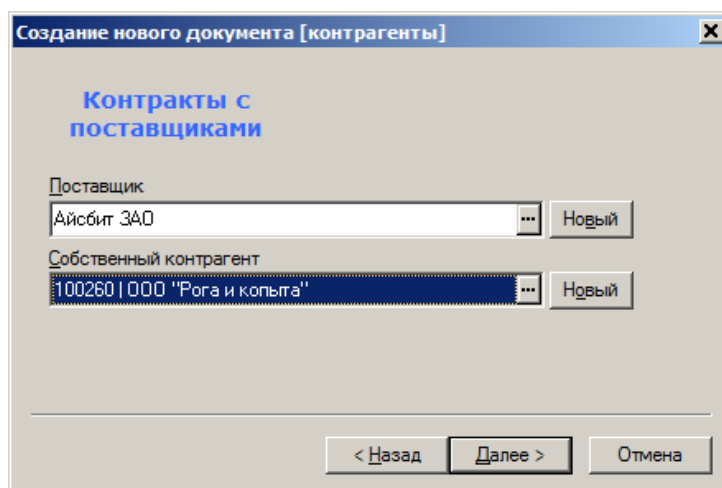 Создание нового документа [контрагенты]
Контракты с
поставщиками
Поставщик
Айсбит ЗАО ... Новый
Собственный контрагент
100260 | ООО "Рога и копыта" ... Новый
< Назад Далее > Отмена